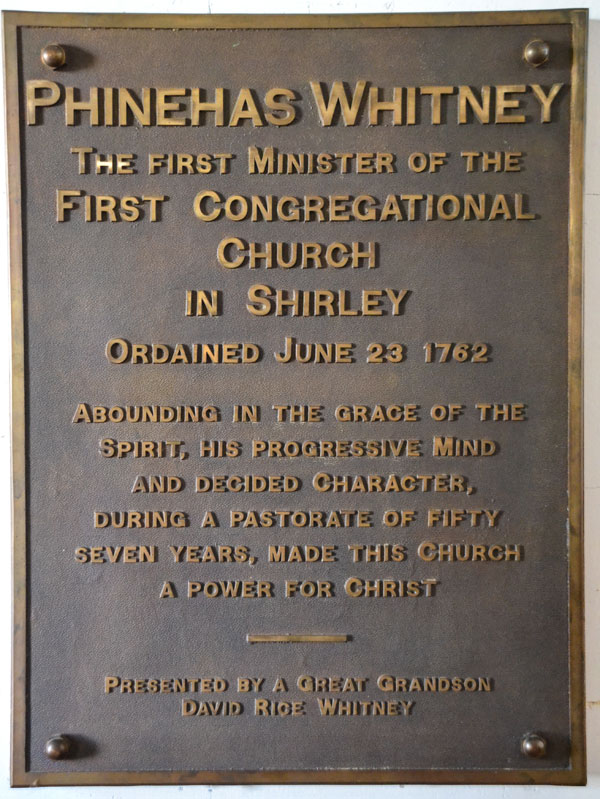 PHINEHAS WHITNEY
THE FIRST MINISTER OF THE
FIRST CONGREGATIONAL
CHURCH
IN SHIRLEY
ORDAINED JUNE 23 1762
ABOUNDING IN THE GRACE OF THE
SPIRIT, HIS PROGRESSIVE MIND
AND DECIDED CHARACTER,
DURING A PASTORATE OF FIFTY
SEVEN YEARS, MADE THIS CHURCH
A POWER FOR CHRIST
PRESENTED BY A GREAT GRANDSON
DAVID RICE WHITNEY